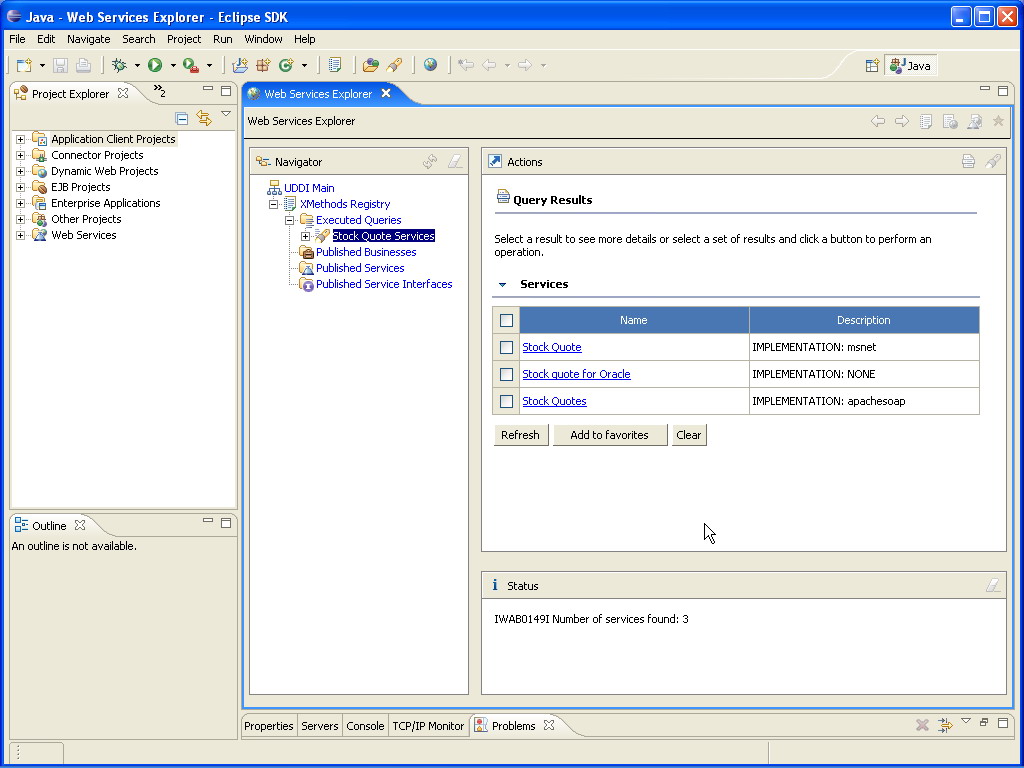 Java - Web Services Explorer - Eclipse SDK
File Edit Navigate Search Project Run Window Help
Java
Project Explorer
2
Application Client Projects
Connector Projects
Dynamic Web Projects
EJB Projects
Enterprise Applications
Other Projects
Web Services
Outline
An outline is not available.
Web Services Explorer
Web Services Explorer
Navigator
UDDI Main
XMethods Registry
Executed Queries
Stock Quote Services
Published Businesses
Published Services
Published Service Interfaces
Actions
Query Results
Select a result to see more details or select a set of results and click a button to perform an
operation.
Services
Name Description
Stock Quote IMPLEMENTATION: msnet
Stock quote for Oracle IMPLEMENTATION: NONE
Stock Quotes IMPLEMENTATION: apachesoap
Refresh Add to favorites Clear
Status
IWAB0149I Number of services found: 3
Properties Servers Console TCP/IP Monitor Problems